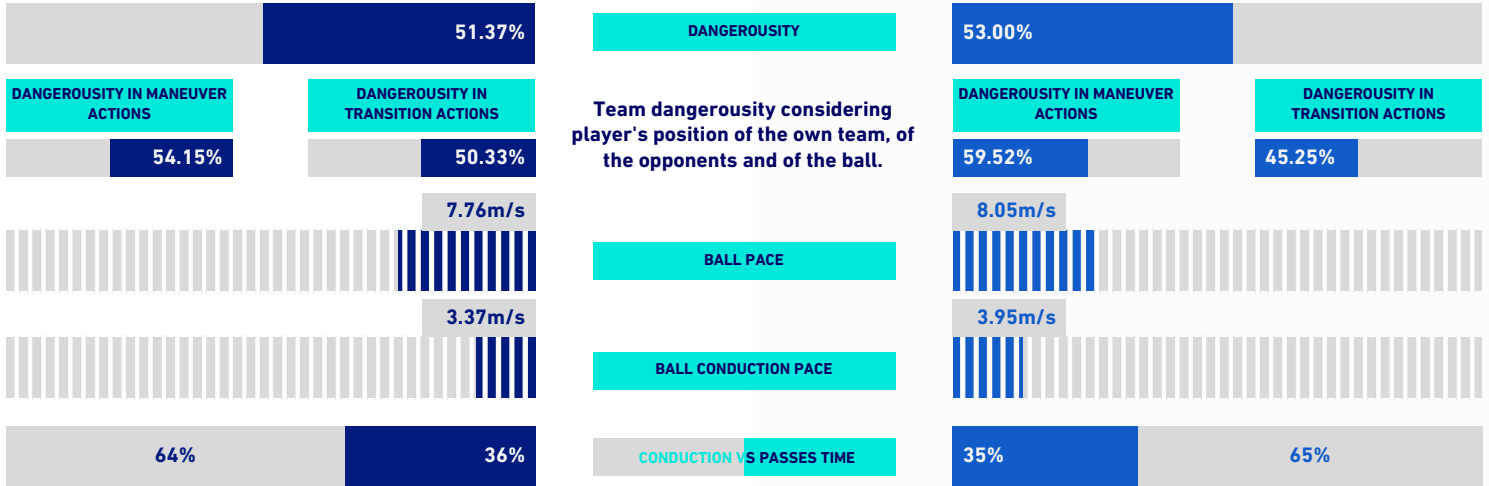 51.37%
DANGEROUSITY
53.00%
DANGEROUSITY IN MANEUVER
ACTIONS
DANGEROUSITY IN
TRANSITION ACTIONS
54.15%
50.33%
Team dangerousity considering
player's position of the own team, of
the opponents and of the ball.
DANGEROUSITY IN MANEUVER
ACTIONS
DANGEROUSITY IN
TRANSITION ACTIONS
59.52%
45.25%
7.76m/s
BALL PACE
8.05m/s
3.37m/s
BALL CONDUCTION PACE
3.95m/s
64%
36%
CONDUCTION VS PASSES TIME
35%
65%